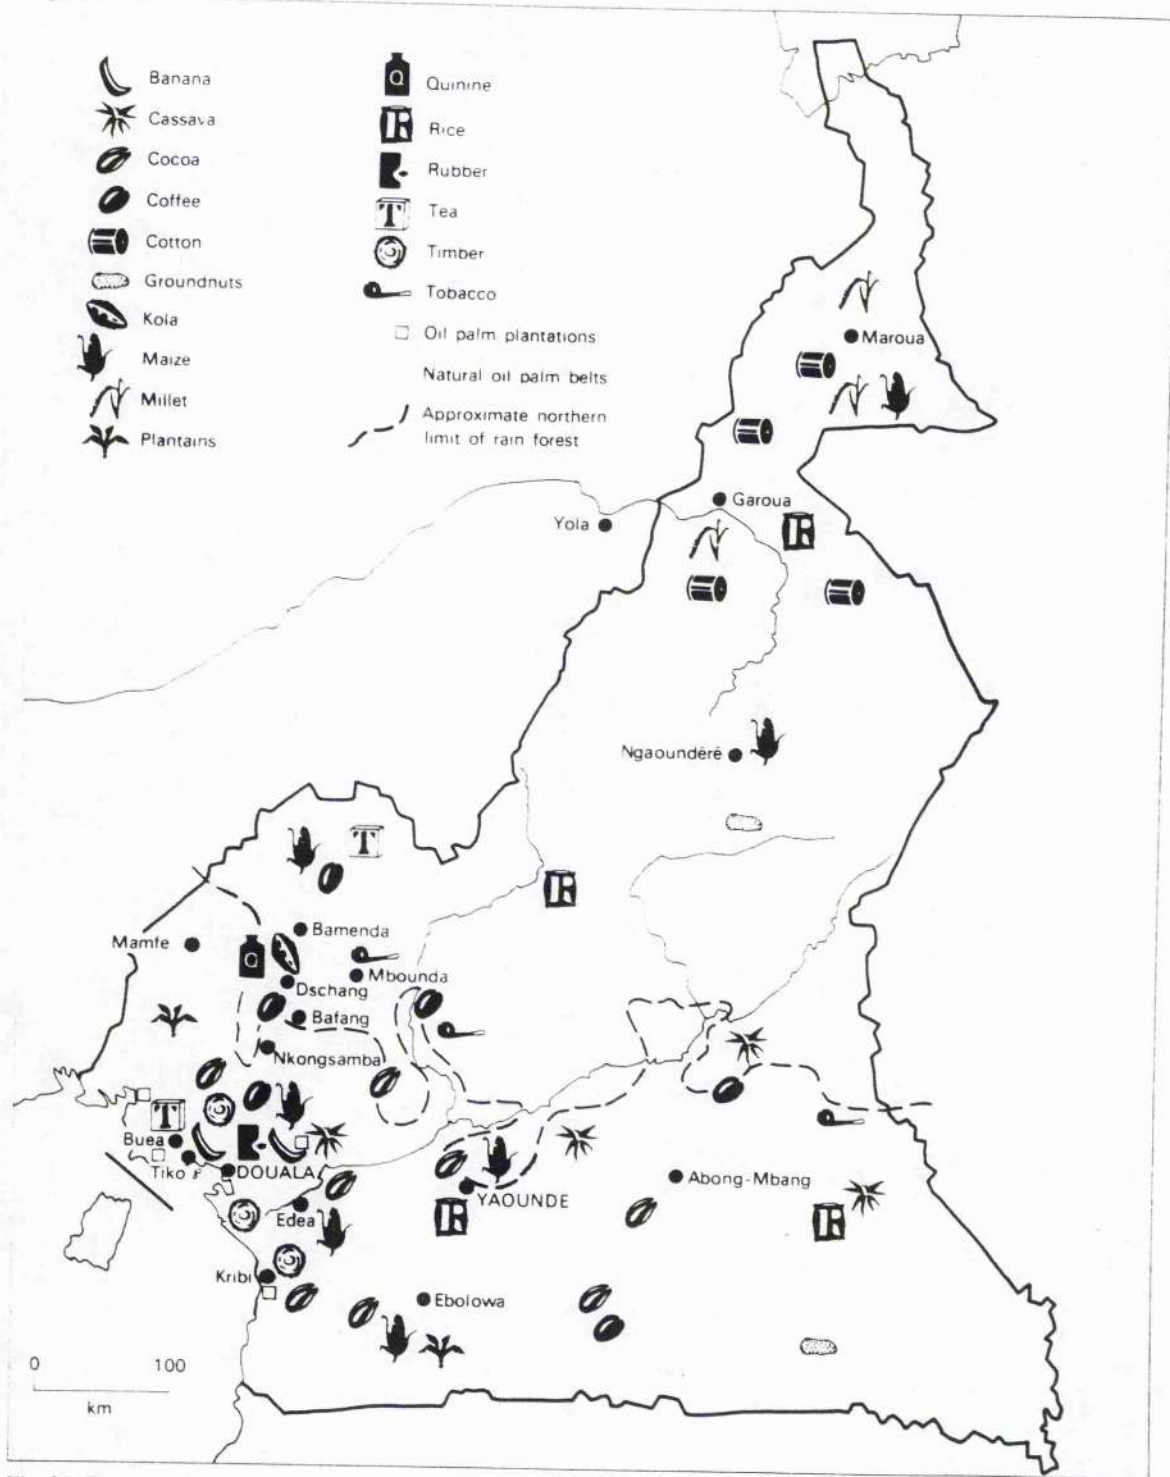 Banana
Cassava
Cocoa
Coffee
Cotton
Groundnuts
Kola
Maize
Millet
Plantains
Q Quinine
R Rice
Rubber
T Tea
Timber
Tobacco
Oil palm plantations
Natural oil palm belts
Approximate northern
limit of rain forest
Maroua
Garoua
Yola
R
Ngaoundéré
T
R
Bamenda
Mamfe
Q
Mbounda
Dschang
Bafang
Nkongsamba
T
Buea
Tiko
DOUALA
Abong-Mbang
YAOUNDE
R
R
Edea
Kribi
Ebolowa
0 100
km